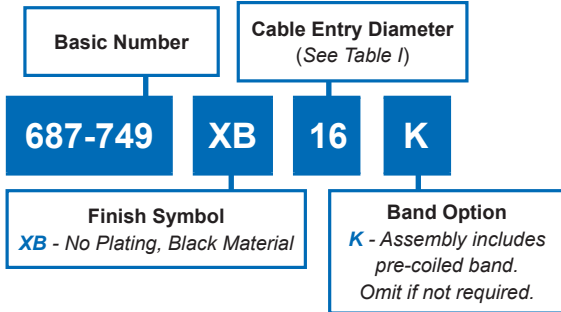 Basic Number
Cable Entry Diameter
(See Table I)
687-749 XB 16 K
Finish Symbol
XB - No Plating, Black Material
Band Option
K - Assembly includes
pre-coiled band.
Omit if not required.